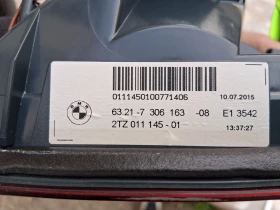 0111450100771406 10.07.2015
63.21-7 306 163 -08 E1 3542
2TZ 011 145 - 01 13:37:27